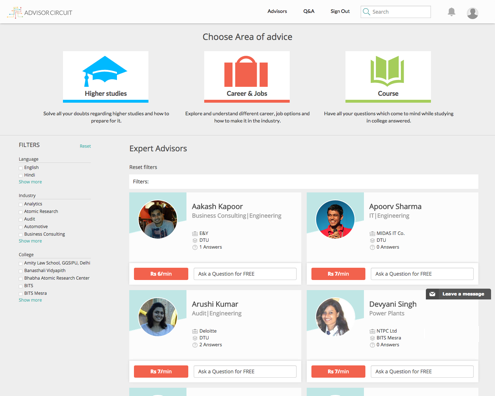 ADVISOR CIRCUIT
Advisors
Q&A
Sign Out
Search
Choose Area of advice
Higher studies
Career & Jobs
Course
Solve all your doubts regarding higher studies and how to
prepare for it.
Explore and understand different career, job options and
how to make it in the industry.
Have all your questions which come to mind while studying
in college answered.
FILTERS
Reset
Language
English
Hindi
Show more
Industry
Analytics
Atomic Research
Audit
Automotive
Business Consulting
Show more
College
Amity Law School, GGSIPU, Delhi
Banasthali Vidyapith
Bhabha Atomic Research Center
BITS
BITS Mesra
Show more
Expert Advisors
Reset filters
Filters:
Aakash Kapoor
Business Consulting|Engineering
E&Y
DTU
1 Answers
Rs 6/min
Ask a Question for FREE
Apoorv Sharma
IT|Engineering
MIDAS IT Co.
DTU
0 Answers
Rs 7/min
Ask a Question for FREE
Arushi Kumar
Audit|Engineering
Deloitte
DTU
2 Answers
Rs 7/min
Ask a Question for FREE
Devyani Singh
Power Plants
NTPC Ltd
BITS Mesra
0 Answers
Rs 7/min
Ask a Question for FREE
Leave a message